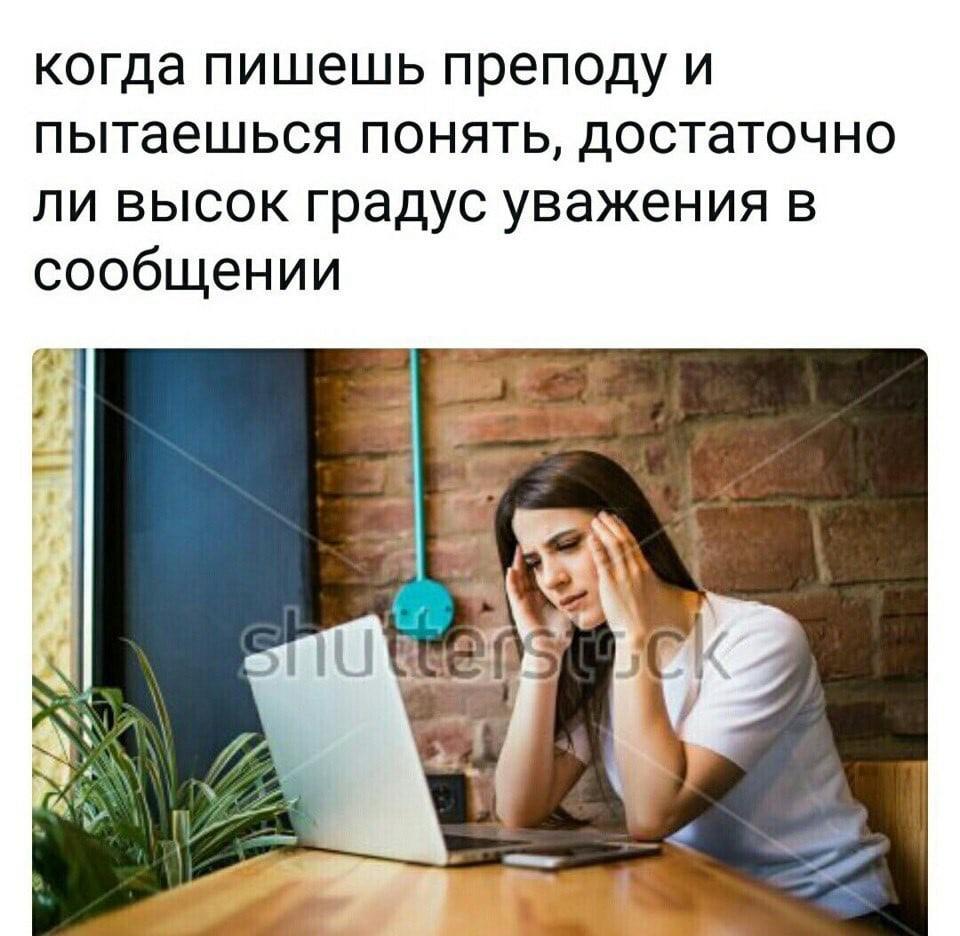 когда пишешь преподу и
пытаешься понять, достаточно
ли высок градус уважения в
сообщении
shutterstock